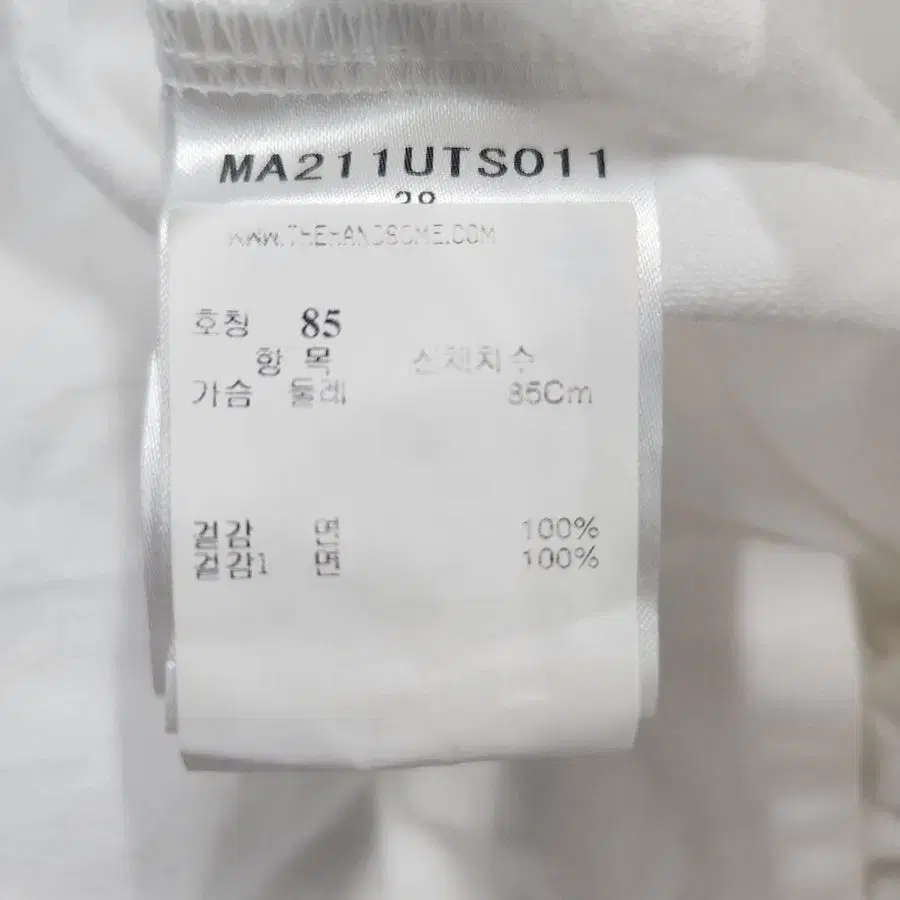 MA211UTS011
WWW.THEHANDSOME.COM
호칭 85
항 목 신체치수
가슴 둘레 85Cm
겉감 면 100%
겉감1 면 100%